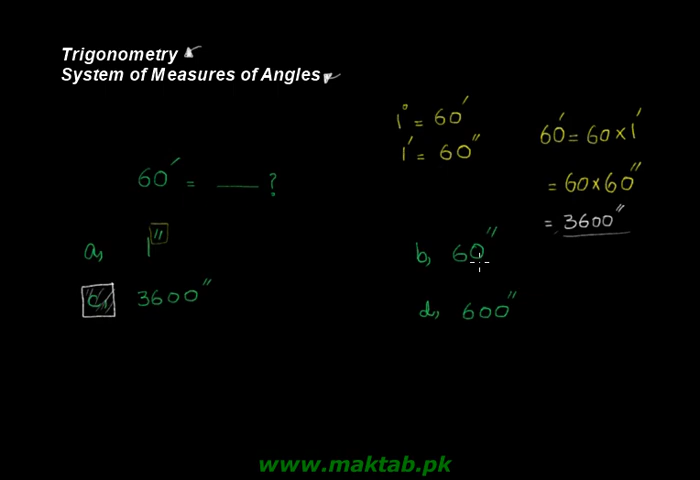 Trigonometry
System of Measures of Angles
1° = 60′
1′ = 60″
60′ = 60×1′
= 60×60″
= 3600″
60′ = ___ ?
a, 1″
b, 60″
c, 3600″
d, 600″
www.maktab.pk